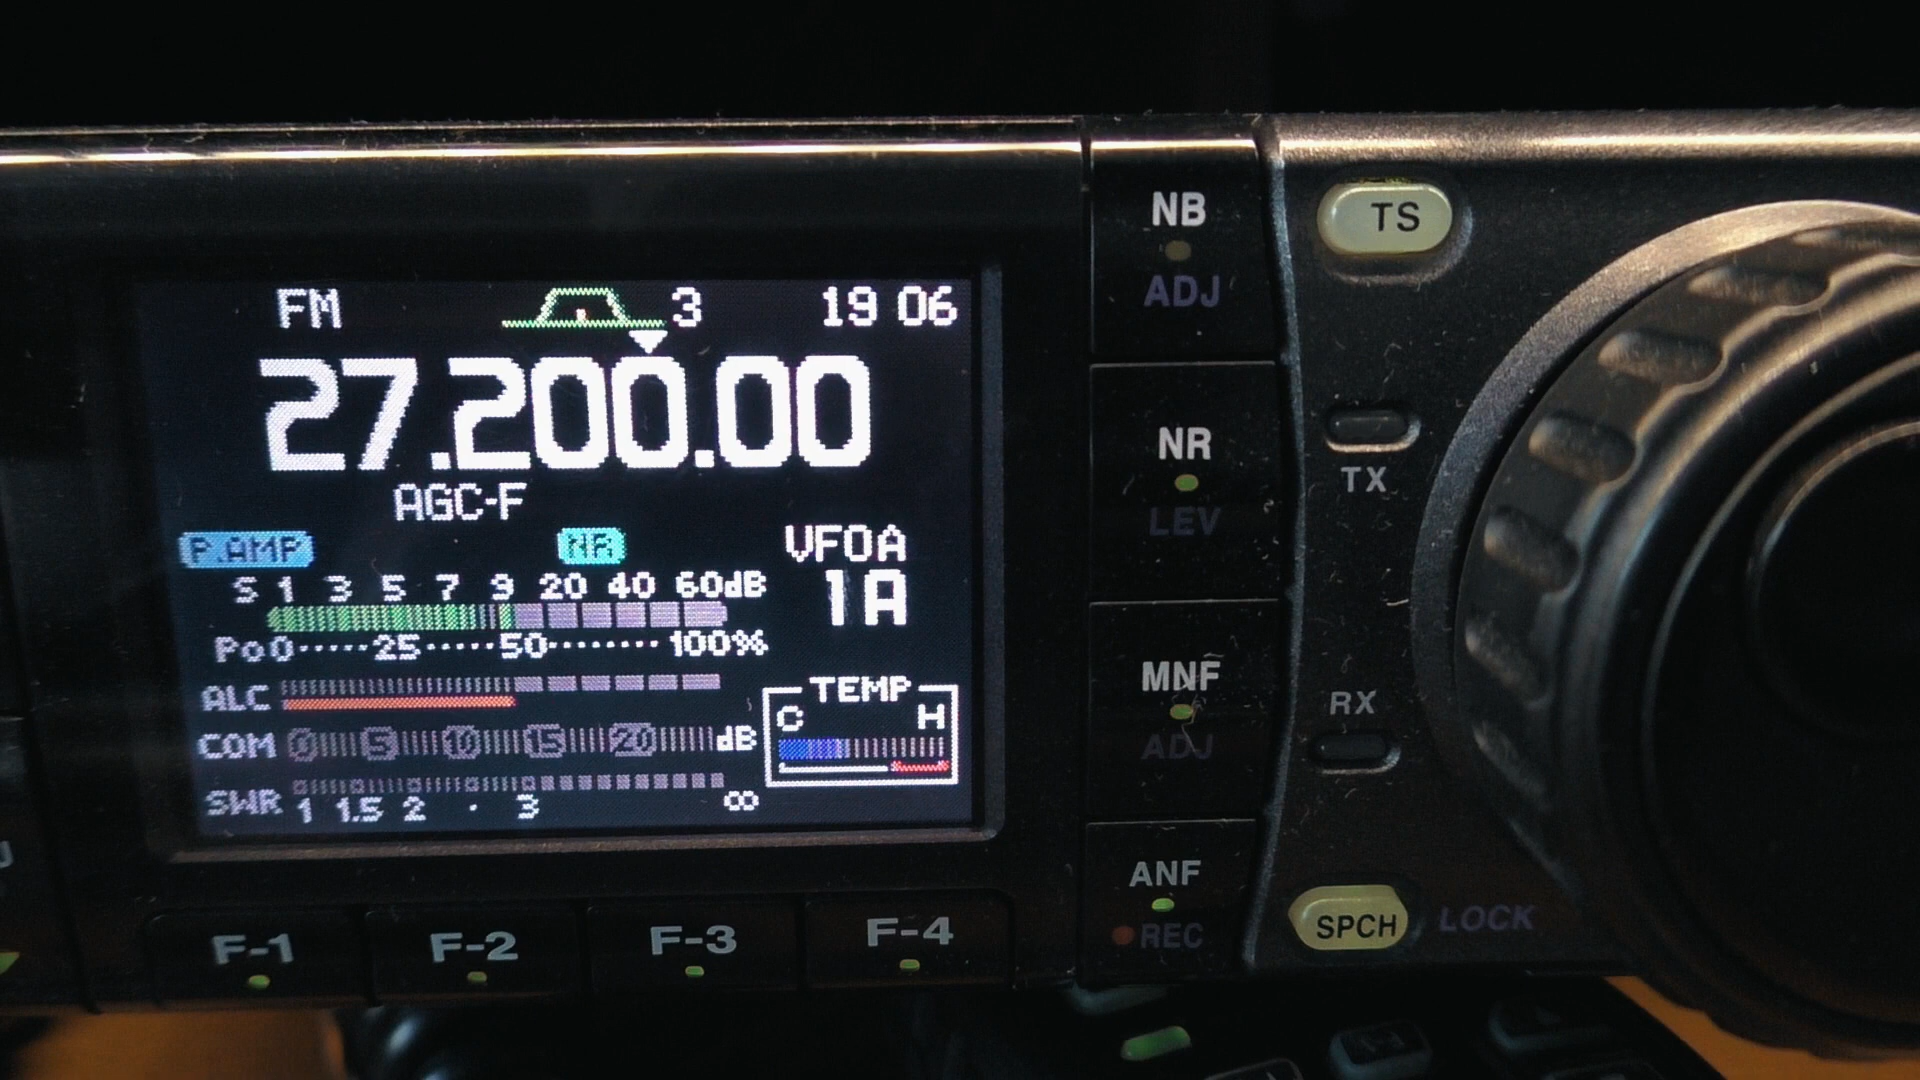 FM 3 19 06
27.200.00
AGC-F
P.AMP NR VFOA
S 1 3 5 7 9 20 40 60dB 1A
Po 0 25 50 100%
ALC
TEMP
C H
COM 0 5 10 15 20 dB
SWR 1 1.5 2 · 3 ∞
F-1 F-2 F-3 F-4
NB
ADJ
NR
LEV
MNF
ADJ
ANF
REC
TS
TX
RX
SPCH LOCK